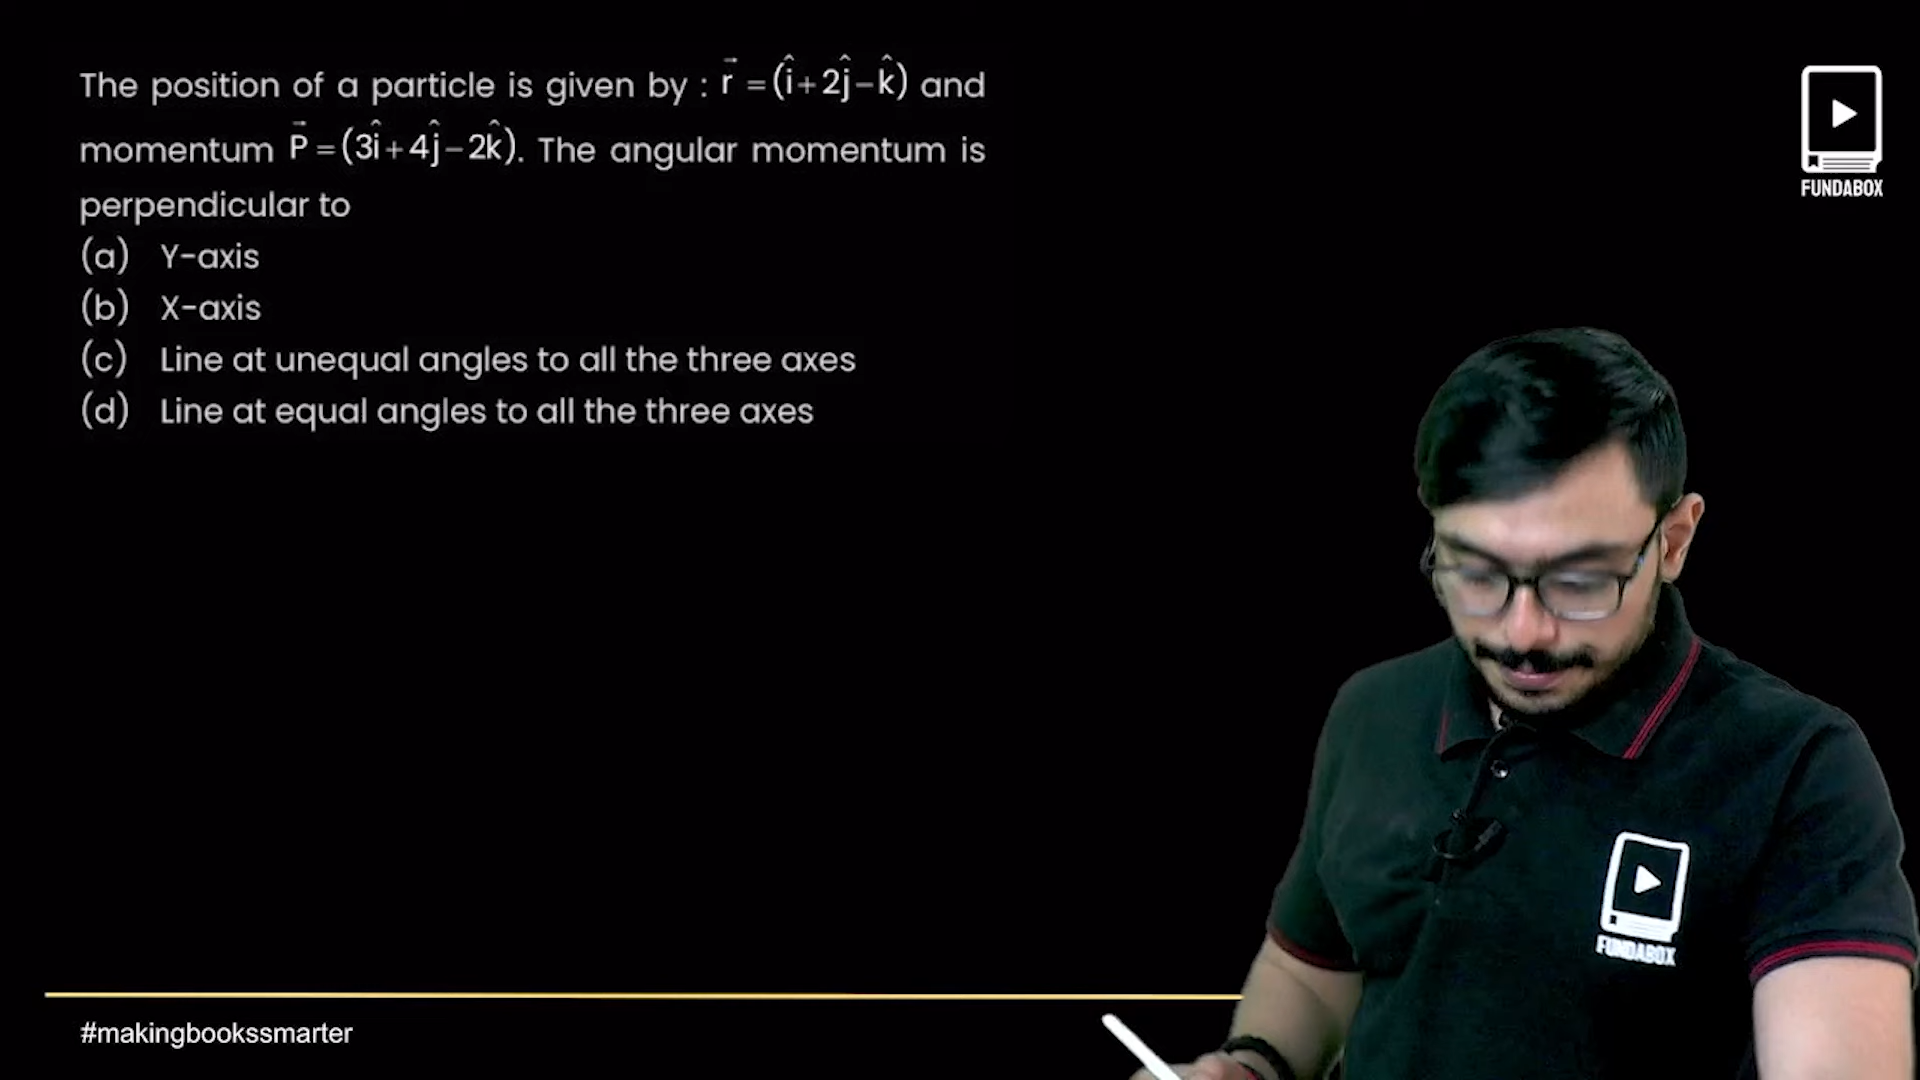 The position of a particle is given by : r⃗ = (î + 2ĵ − k̂) and
momentum P⃗ = (3î + 4ĵ − 2k̂). The angular momentum is
perpendicular to
(a) Y-axis
(b) X-axis
(c) Line at unequal angles to all the three axes
(d) Line at equal angles to all the three axes
FUNDABOX
FUNDABOX
#makingbookssmarter